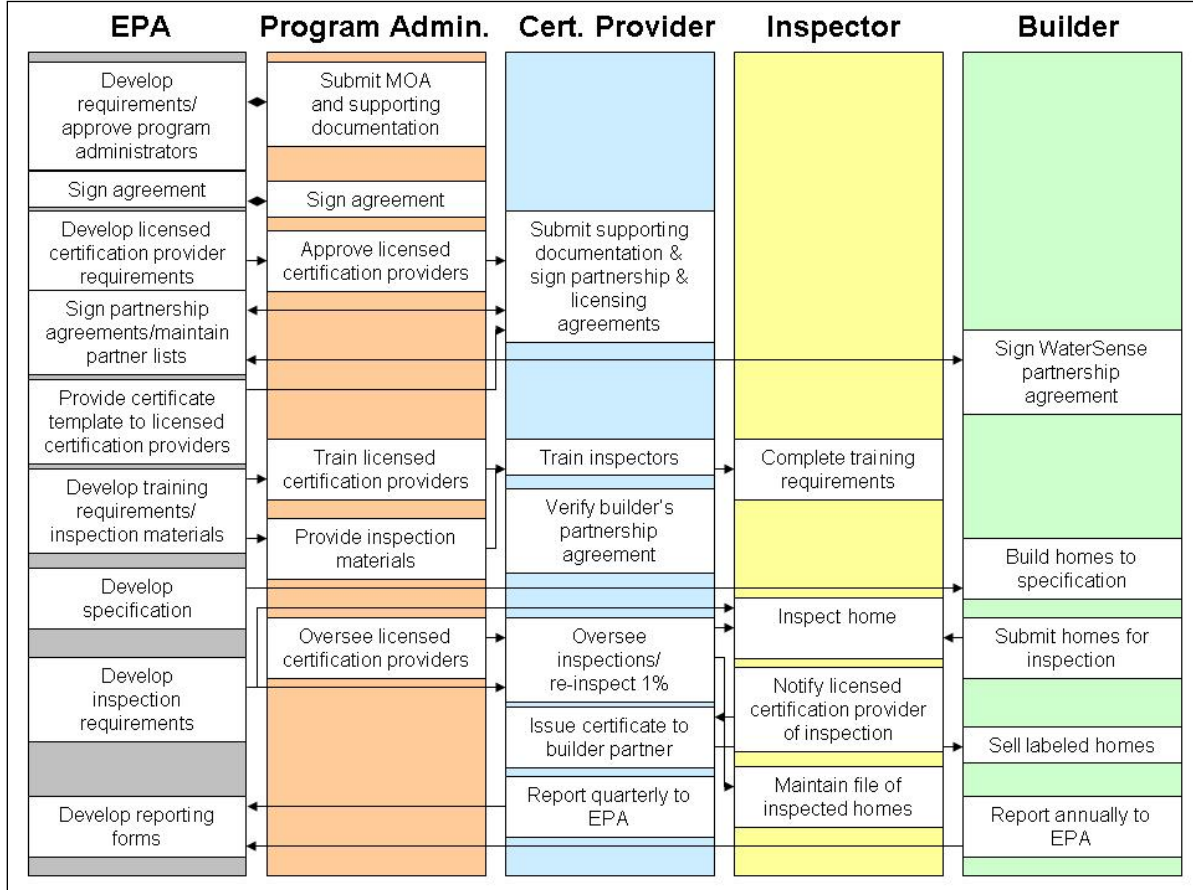 EPA
Program Admin.
Cert. Provider
Inspector
Builder
Develop
requirements/
approve program
administrators
Sign agreement
Develop licensed
certification provider
requirements
Sign partnership
agreements/maintain
partner lists
Provide certificate
template to licensed
certification providers
Develop training
requirements/
inspection materials
Develop
specification
Develop
inspection
requirements
Develop reporting
forms
Submit MOA
and supporting
documentation
Sign agreement
Approve licensed
certification providers
Train licensed
certification providers
Provide inspection
materials
Oversee licensed
certification providers
Submit supporting
documentation &
sign partnership &
licensing
agreements
Train inspectors
Verify builder's
partnership
agreement
Oversee
inspections/
re-inspect 1%
Issue certificate to
builder partner
Report quarterly to
EPA
Complete training
requirements
Inspect home
Notify licensed
certification provider
of inspection
Maintain file of
inspected homes
Sign WaterSense
partnership
agreement
Build homes to
specification
Submit homes for
inspection
Sell labeled homes
Report annually to
EPA